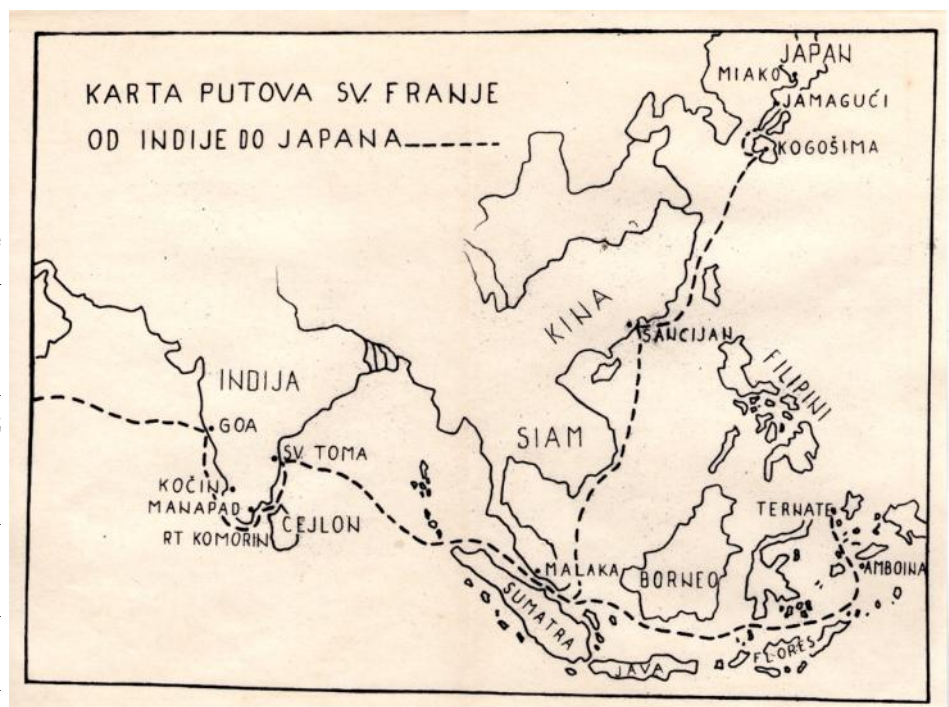 KARTA PUTOVA SV. FRANJE
OD INDIJE DO JAPANA
JAPAN
MIAKO
JAMAGUĆI
KOGOŠIMA
KINA
SANCIJAN
INDIJA
GOA
SV. TOMA
SIAM
FILIPINI
KOČIN
MANAPAD
CEJLON
RT KOMORIN
TERNATE
MALAKA
BORNEO
AMBOINA
SUMATRA
FLORES
JAVA